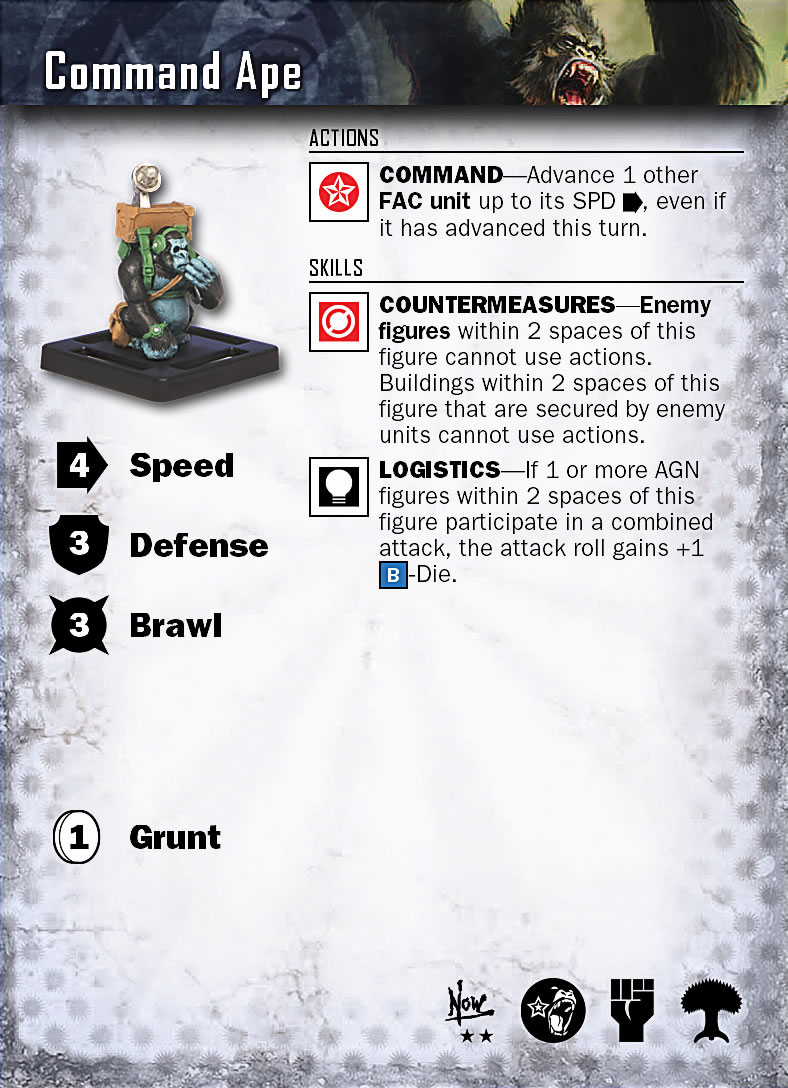 Command Ape
ACTIONS
COMMAND—Advance 1 other
FAC unit up to its SPD , even if
it has advanced this turn.
SKILLS
COUNTERMEASURES—Enemy
figures within 2 spaces of this
figure cannot use actions.
Buildings within 2 spaces of this
figure that are secured by enemy
units cannot use actions.
LOGISTICS—If 1 or more AGN
figures within 2 spaces of this
figure participate in a combined
attack, the attack roll gains +1
B-Die.
4 Speed
3 Defense
3 Brawl
1 Grunt
Now